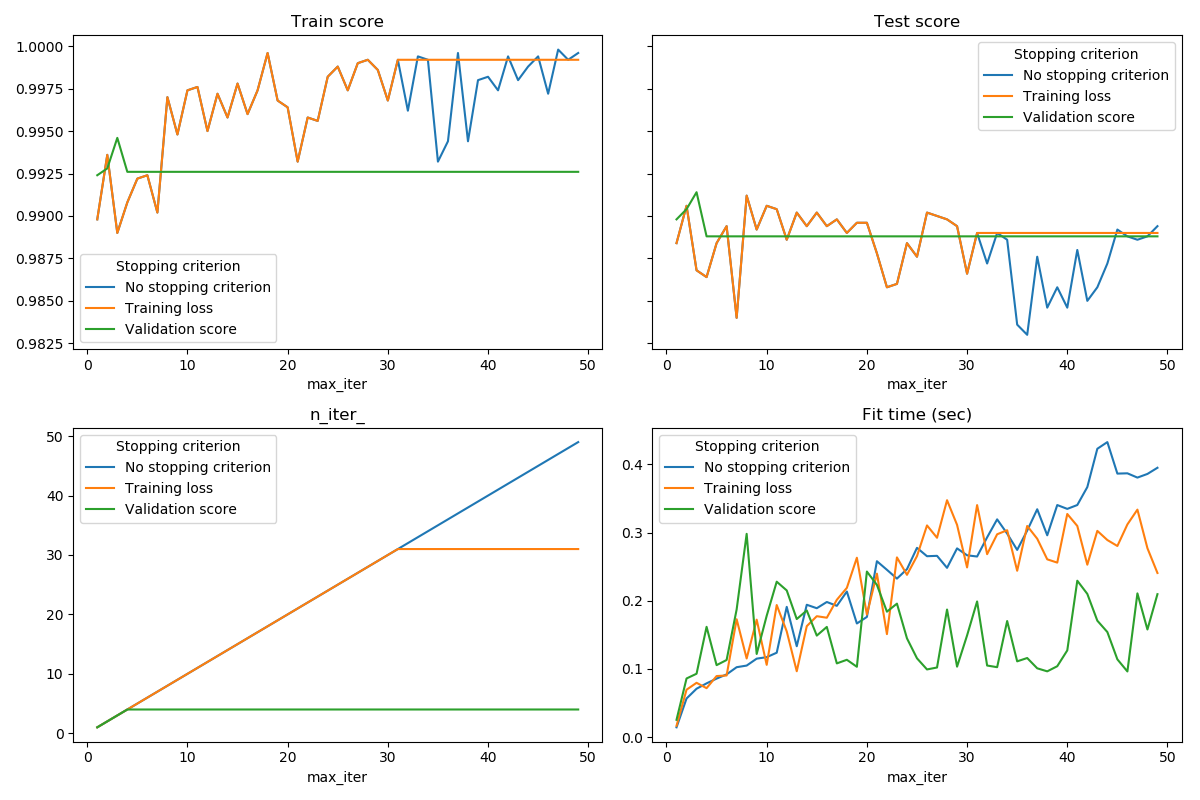 Train score
1.0000
0.9975
0.9950
0.9925
0.9900
0.9875
0.9850
0.9825
Stopping criterion
No stopping criterion
Training loss
Validation score
0 10 20 30 40 50
max_iter
Test score
Stopping criterion
No stopping criterion
Training loss
Validation score
0 10 20 30 40 50
max_iter
n_iter_
50
40
30
20
10
0
Stopping criterion
No stopping criterion
Training loss
Validation score
0 10 20 30 40 50
max_iter
Fit time (sec)
0.4
0.3
0.2
0.1
0.0
Stopping criterion
No stopping criterion
Training loss
Validation score
0 10 20 30 40 50
max_iter